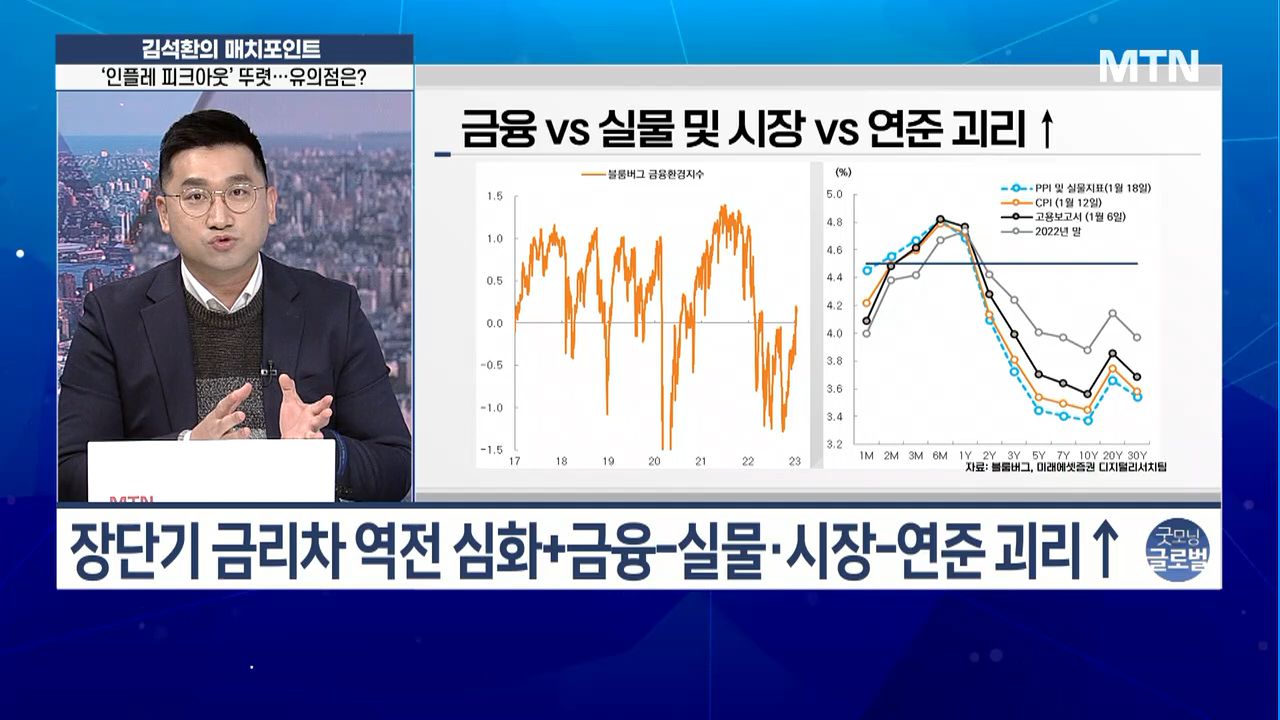 김석환의 매치포인트
‘인플레 피크아웃’ 뚜렷…유의점은?
MTN
금융 vs 실물 및 시장 vs 연준 괴리↑
블룸버그 금융환경지수
1.5
1.0
0.5
0.0
-0.5
-1.0
-1.5
17 18 19 20 21 22 23
(%)
5.0
4.8
4.6
4.4
4.2
4.0
3.8
3.6
3.4
3.2
PPI 및 실물지표(1월 18일)
CPI (1월 12일)
고용보고서 (1월 6일)
2022년 말
1M 2M 3M 6M 1Y 2Y 3Y 5Y 7Y 10Y 20Y 30Y
자료: 블룸버그, 미래에셋증권 디지털리서치팀
MTN
장단기 금리차 역전 심화+금융-실물·시장-연준 괴리↑
굿모닝
글로벌